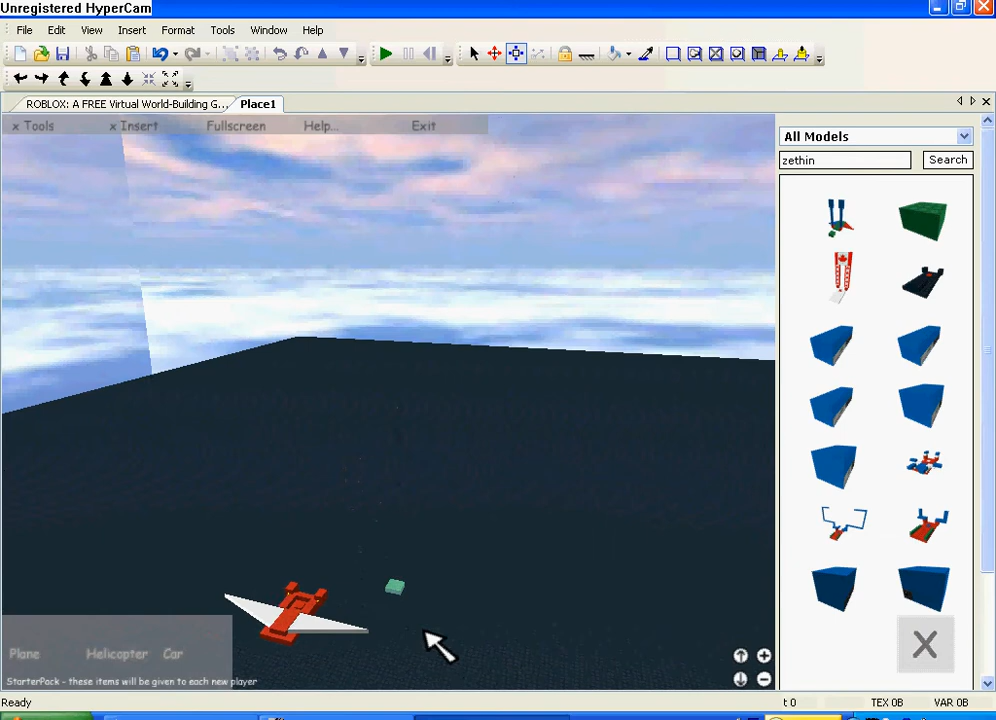 Unregistered HyperCam
File Edit View Insert Format Tools Window Help
ROBLOX: A FREE Virtual World-Building G... Place1
x Tools x Insert Fullscreen Help... Exit
All Models
zethin Search
Plane Helicopter Car
StarterPack - these items will be given to each new player
Ready t 0 TEX 0B VAR 0B